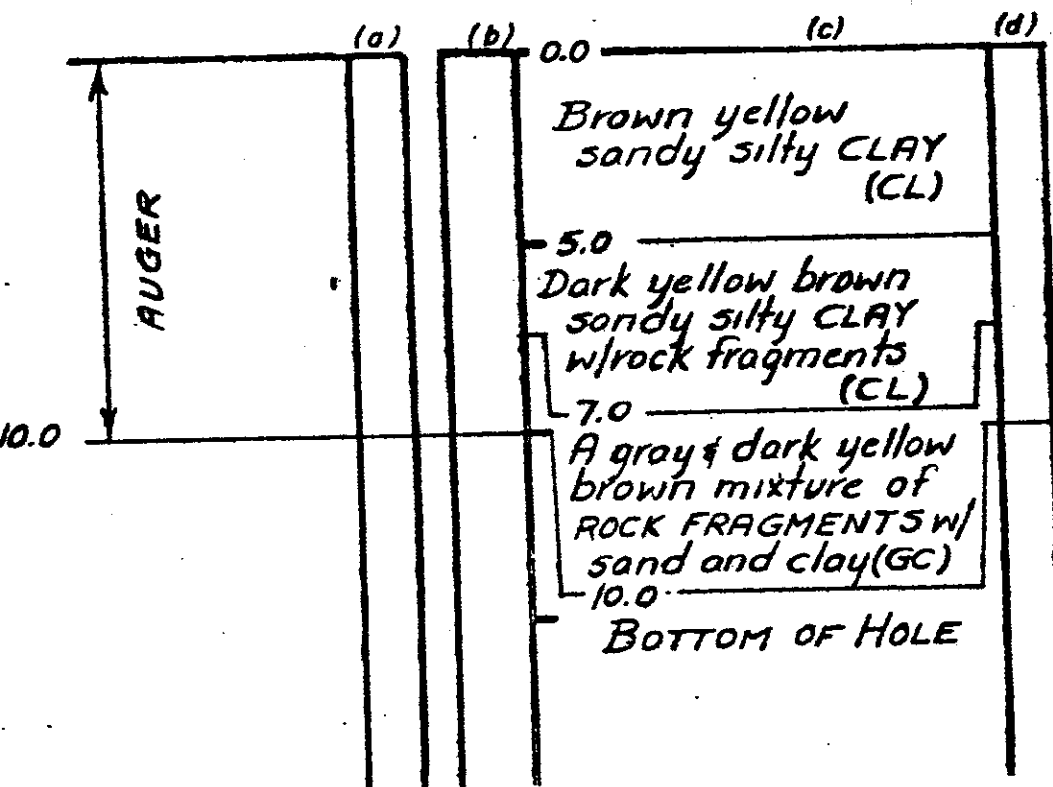 (a) (b) (c) (d)
0.0
Brown yellow
sandy silty CLAY
(CL)
AUGER
5.0
Dark yellow brown
sandy silty CLAY
w/rock fragments
(CL)
7.0
10.0
A gray & dark yellow
brown mixture of
ROCK FRAGMENTS w/
sand and clay(GC)
10.0
BOTTOM OF HOLE